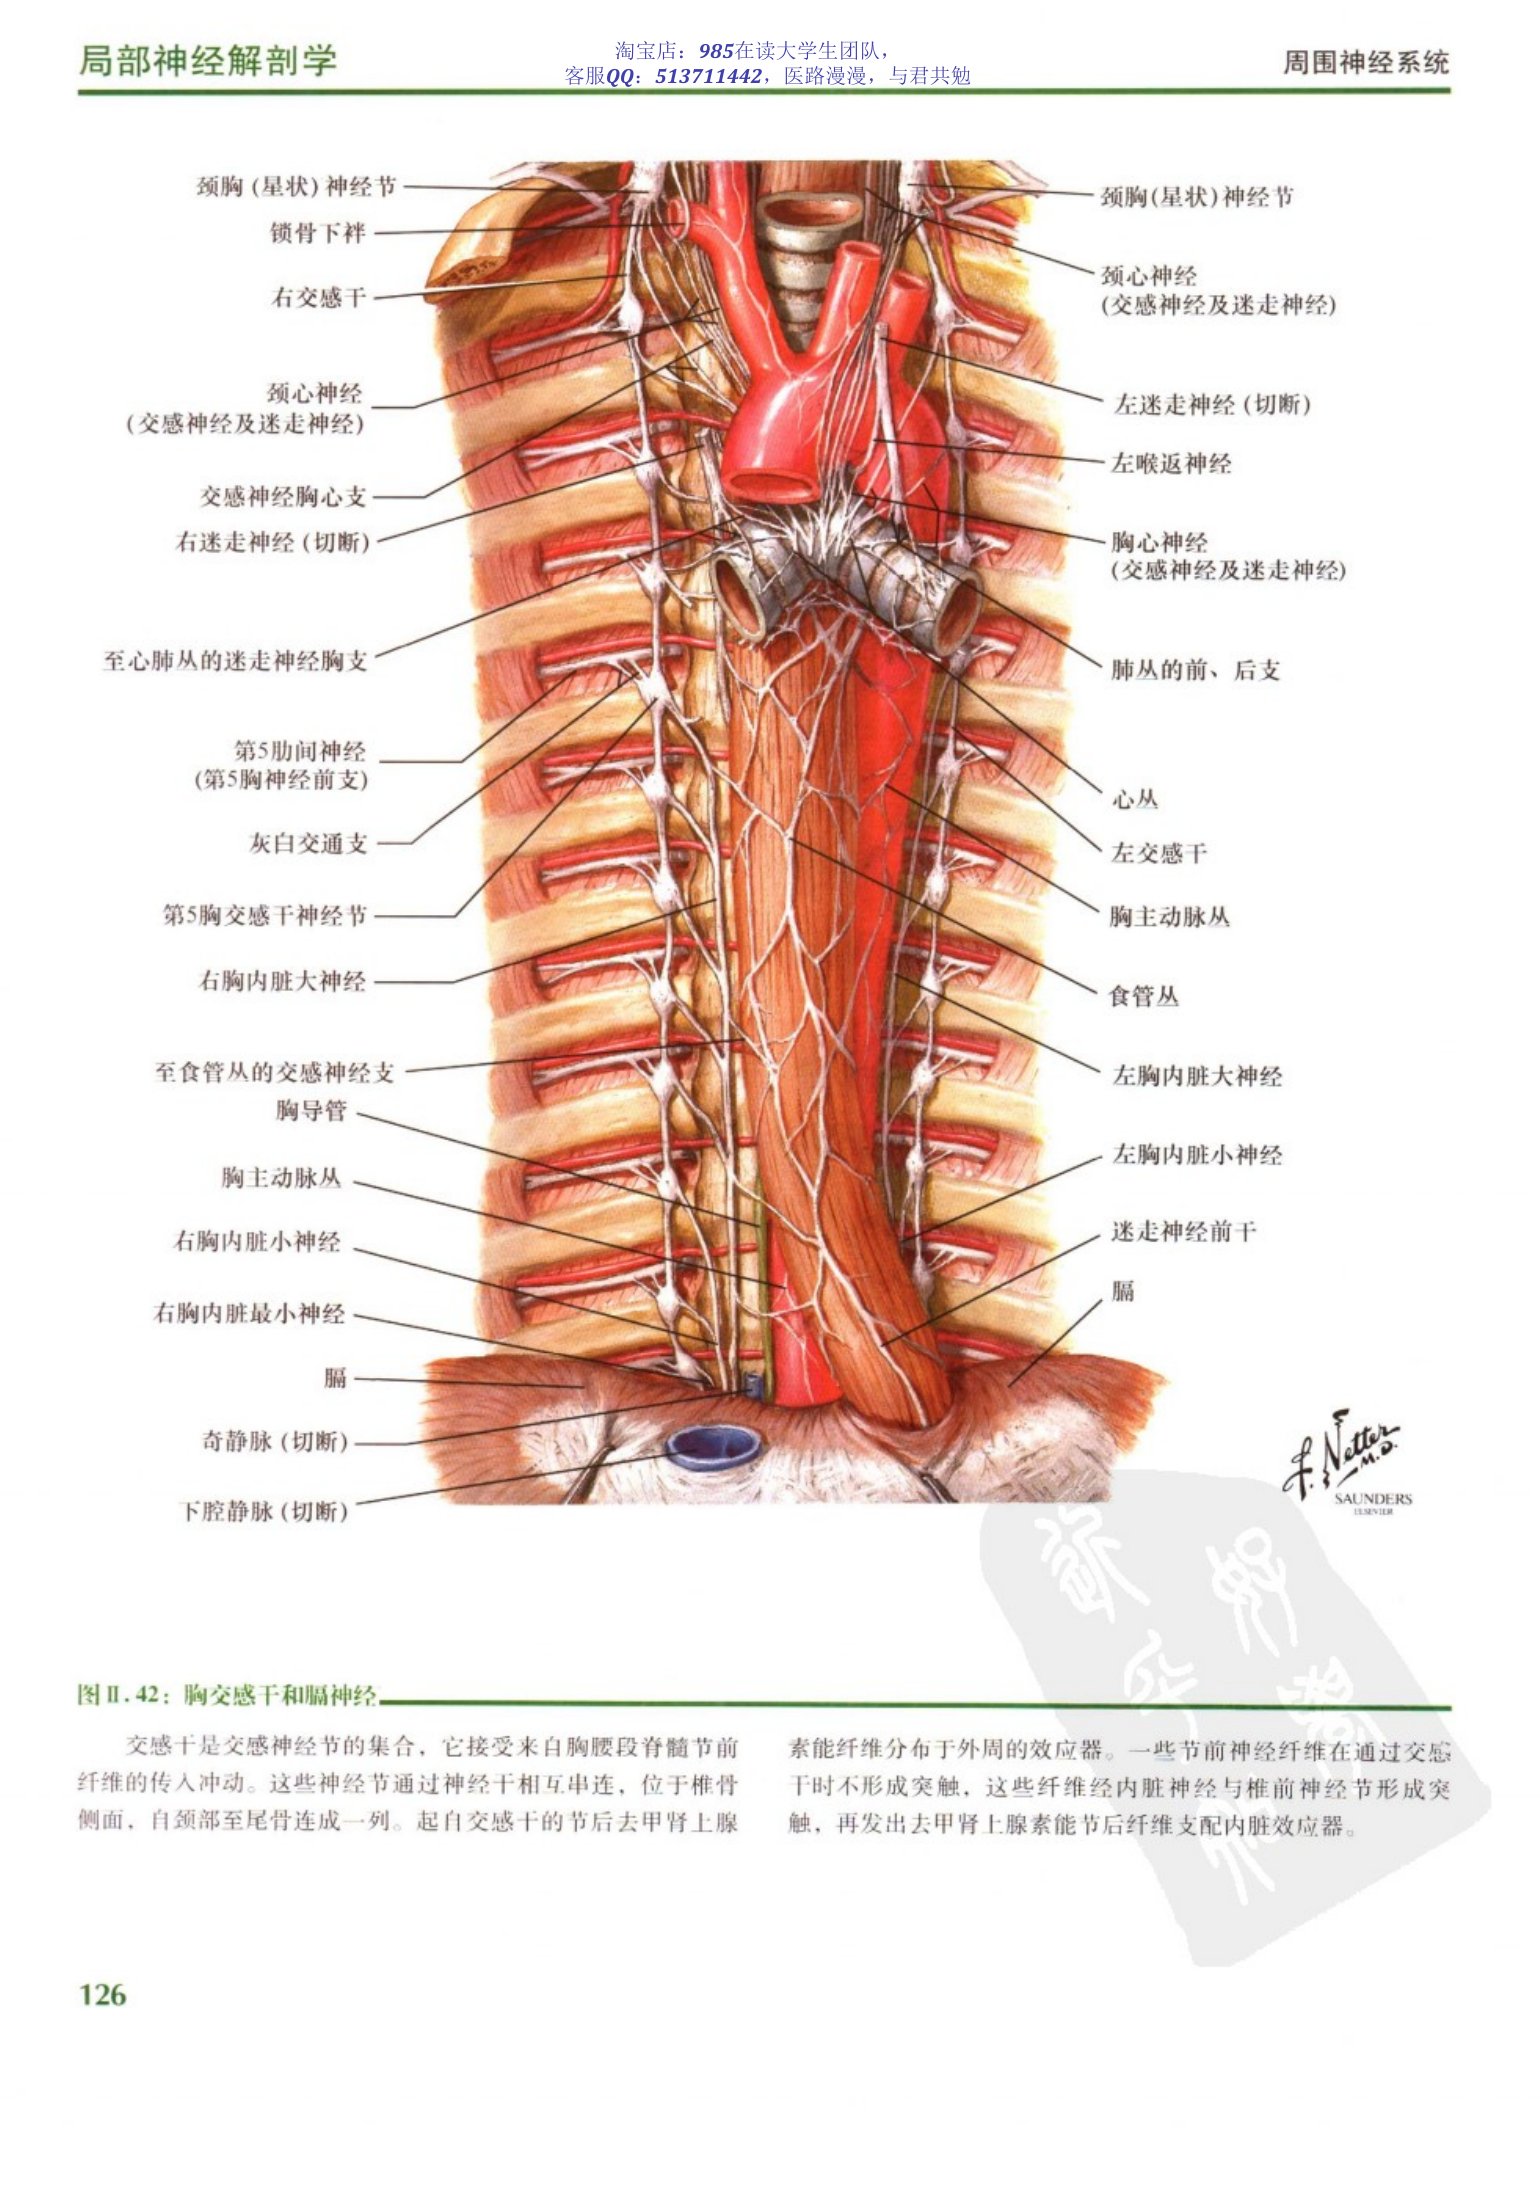 局部神经解剖学
淘宝店：985在读大学生团队，
客服QQ：513711442，医路漫漫，与君共勉
周围神经系统
颈胸（星状）神经节
锁骨下袢
右交感干
颈心神经
（交感神经及迷走神经）
交感神经胸心支
右迷走神经（切断）
至心肺丛的迷走神经胸支
第5肋间神经
（第5胸神经前支）
灰白交通支
第5胸交感干神经节
右胸内脏大神经
至食管丛的交感神经支
胸导管
胸主动脉丛
右胸内脏小神经
右胸内脏最小神经
膈
奇静脉（切断）
下腔静脉（切断）
颈胸（星状）神经节
颈心神经
（交感神经及迷走神经）
左迷走神经（切断）
左喉返神经
胸心神经
（交感神经及迷走神经）
肺丛的前、后支
心丛
左交感干
胸主动脉丛
食管丛
左胸内脏大神经
左胸内脏小神经
迷走神经前干
膈
F. Netter
M.D.
SAUNDERS
ELSEVIER
图Ⅱ.42：胸交感干和膈神经
交感干是交感神经节的集合，它接受来自胸腰段脊髓节前
纤维的传入冲动。这些神经节通过神经干相互串连，位于椎骨
侧面，自颈部至尾骨连成一列。起自交感干的节后去甲肾上腺
素能纤维分布于外周的效应器。一些节前神经纤维在通过交感
干时不形成突触，这些纤维经内脏神经与椎前神经节形成突
触，再发出去甲肾上腺素能节后纤维支配内脏效应器。
126